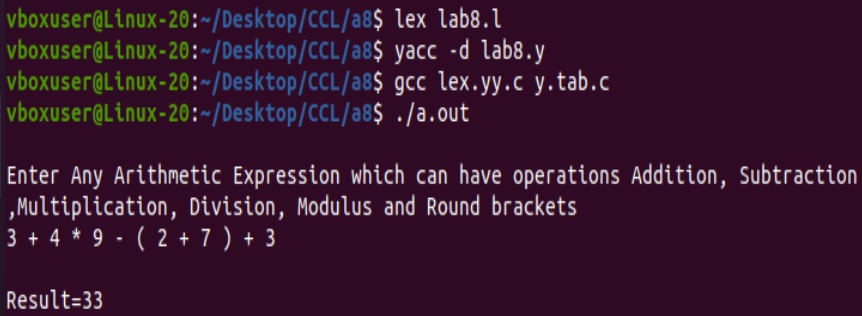 vboxuser@Linux-20:~/Desktop/CCL/a8$ lex lab8.l
vboxuser@Linux-20:~/Desktop/CCL/a8$ yacc -d lab8.y
vboxuser@Linux-20:~/Desktop/CCL/a8$ gcc lex.yy.c y.tab.c
vboxuser@Linux-20:~/Desktop/CCL/a8$ ./a.out
Enter Any Arithmetic Expression which can have operations Addition, Subtraction
,Multiplication, Division, Modulus and Round brackets
3 + 4 * 9 - ( 2 + 7 ) + 3
Result=33